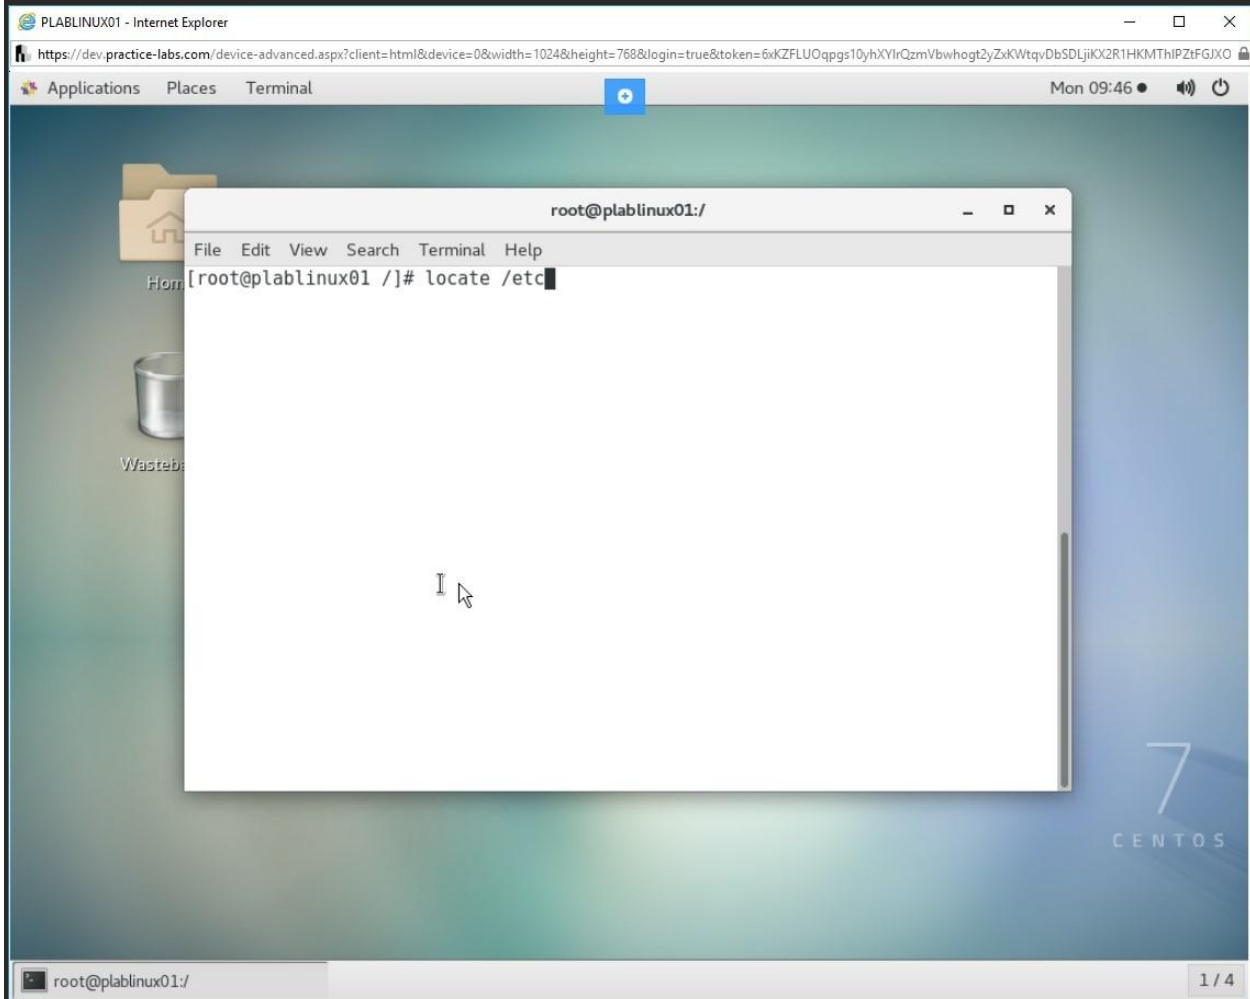 PLABLINUX01 - Internet Explorer
https://dev.practice-labs.com/device-advanced.aspx?client=html&device=0&width=1024&height=768&login=true&token=6xKZFLUOqpgs10yhXYIrQzmVbwhogt2yZxKWtqvDbSDLjiKX2R1HKMThIPZtFGJXO
Applications Places Terminal Mon 09:46
root@plablinux01:/
File Edit View Search Terminal Help
[root@plablinux01 /]# locate /etc
Hom
Wasteb
7
CENTOS
root@plablinux01:/ 1 / 4